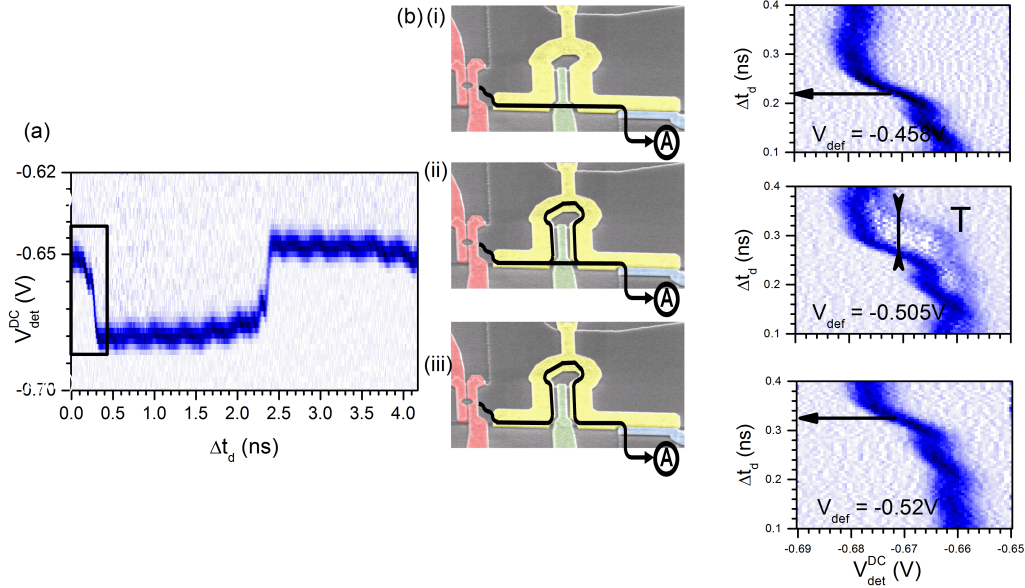 (a)
-0.62
-0.65
-0.70
V_det^DC (V)
0.0 0.5 1.0 1.5 2.0 2.5 3.0 3.5 4.0
Δt_d (ns)
(b) (i)
A
(ii)
A
(iii)
A
0.4
0.3
0.2
0.1
Δt_d (ns)
V_def = -0.458V
0.4
0.3
0.2
0.1
Δt_d (ns)
T
V_def = -0.505V
0.4
0.3
0.2
0.1
Δt_d (ns)
V_def = -0.52V
-0.69 -0.68 -0.67 -0.66 -0.65
V_det^DC (V)